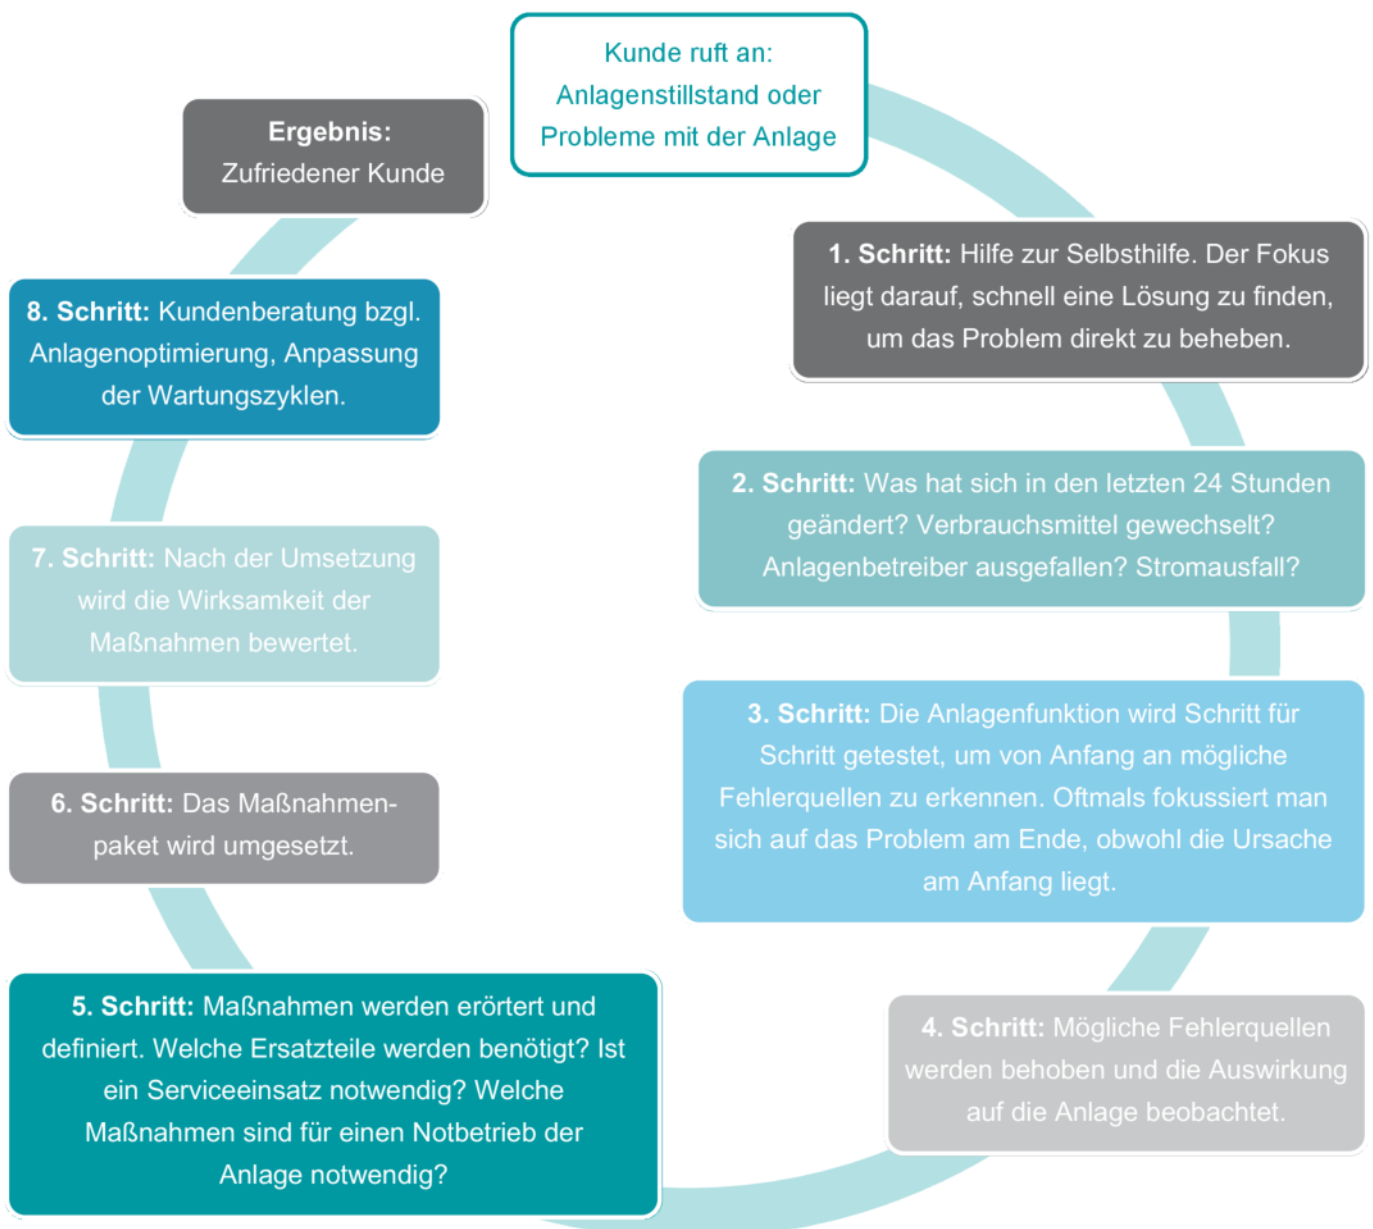 Kunde ruft an:
Anlagenstillstand oder
Probleme mit der Anlage
1. Schritt: Hilfe zur Selbsthilfe. Der Fokus
liegt darauf, schnell eine Lösung zu finden,
um das Problem direkt zu beheben.
2. Schritt: Was hat sich in den letzten 24 Stunden
geändert? Verbrauchsmittel gewechselt?
Anlagenbetreiber ausgefallen? Stromausfall?
3. Schritt: Die Anlagenfunktion wird Schritt für
Schritt getestet, um von Anfang an mögliche
Fehlerquellen zu erkennen. Oftmals fokussiert man
sich auf das Problem am Ende, obwohl die Ursache
am Anfang liegt.
4. Schritt: Mögliche Fehlerquellen
werden behoben und die Auswirkung
auf die Anlage beobachtet.
5. Schritt: Maßnahmen werden erörtert und
definiert. Welche Ersatzteile werden benötigt? Ist
ein Serviceeinsatz notwendig? Welche
Maßnahmen sind für einen Notbetrieb der
Anlage notwendig?
6. Schritt: Das Maßnahmen-
paket wird umgesetzt.
7. Schritt: Nach der Umsetzung
wird die Wirksamkeit der
Maßnahmen bewertet.
8. Schritt: Kundenberatung bzgl.
Anlagenoptimierung, Anpassung
der Wartungszyklen.
Ergebnis:
Zufriedener Kunde